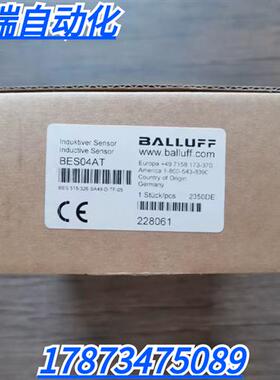 瑞自动化
Induktiver Sensor
Inductive Sensor
BES04AT
BES 516-326-SA49-D-TF-05
BALLUFF
www.balluff.com
Europa +49 7158 173-370
America 1-800-543-8390
Country of Origin
Germany
1 Stück/pcs 2350DE
228061
17873475089